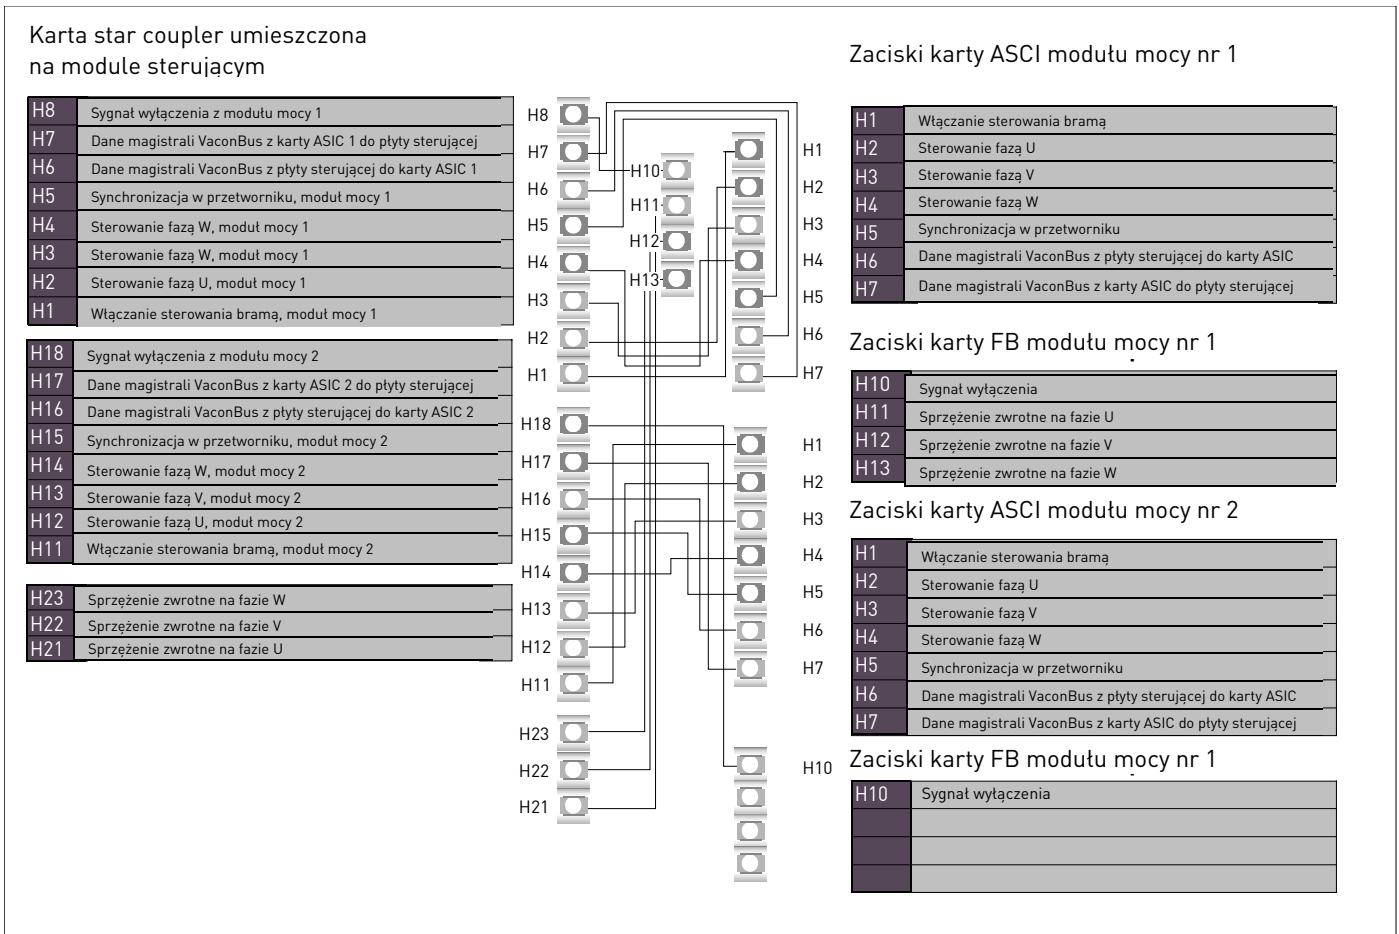 Karta star coupler umieszczona
na module sterującym
H8 Sygnał wyłączenia z modułu mocy 1
H7 Dane magistrali VaconBus z karty ASIC 1 do płyty sterującej
H6 Dane magistrali VaconBus z płyty sterującej do karty ASIC 1
H5 Synchronizacja w przetworniku, moduł mocy 1
H4 Sterowanie fazą W, moduł mocy 1
H3 Sterowanie fazą W, moduł mocy 1
H2 Sterowanie fazą U, moduł mocy 1
H1 Włączanie sterowania bramą, moduł mocy 1
H18 Sygnał wyłączenia z modułu mocy 2
H17 Dane magistrali VaconBus z karty ASIC 2 do płyty sterującej
H16 Dane magistrali VaconBus z płyty sterującej do karty ASIC 2
H15 Synchronizacja w przetworniku, moduł mocy 2
H14 Sterowanie fazą W, moduł mocy 2
H13 Sterowanie fazą V, moduł mocy 2
H12 Sterowanie fazą U, moduł mocy 2
H11 Włączanie sterowania bramą, moduł mocy 2
H23 Sprzężenie zwrotne na fazie W
H22 Sprzężenie zwrotne na fazie V
H21 Sprzężenie zwrotne na fazie U
H8
H7
H6
H5
H4
H3
H2
H1
H18
H17
H16
H15
H14
H13
H12
H11
H23
H22
H21
H10
H11
H12
H13
H1
H2
H3
H4
H5
H6
H7
H1
H2
H3
H4
H5
H6
H7
H10
Zaciski karty ASCI modułu mocy nr 1
H1 Włączanie sterowania bramą
H2 Sterowanie fazą U
H3 Sterowanie fazą V
H4 Sterowanie fazą W
H5 Synchronizacja w przetworniku
H6 Dane magistrali VaconBus z płyty sterującej do karty ASIC
H7 Dane magistrali VaconBus z karty ASIC do płyty sterującej
Zaciski karty FB modułu mocy nr 1
H10 Sygnał wyłączenia
H11 Sprzężenie zwrotne na fazie U
H12 Sprzężenie zwrotne na fazie V
H13 Sprzężenie zwrotne na fazie W
Zaciski karty ASCI modułu mocy nr 2
H1 Włączanie sterowania bramą
H2 Sterowanie fazą U
H3 Sterowanie fazą V
H4 Sterowanie fazą W
H5 Synchronizacja w przetworniku
H6 Dane magistrali VaconBus z płyty sterującej do karty ASIC
H7 Dane magistrali VaconBus z karty ASIC do płyty sterującej
Zaciski karty FB modułu mocy nr 1
H10 Sygnał wyłączenia